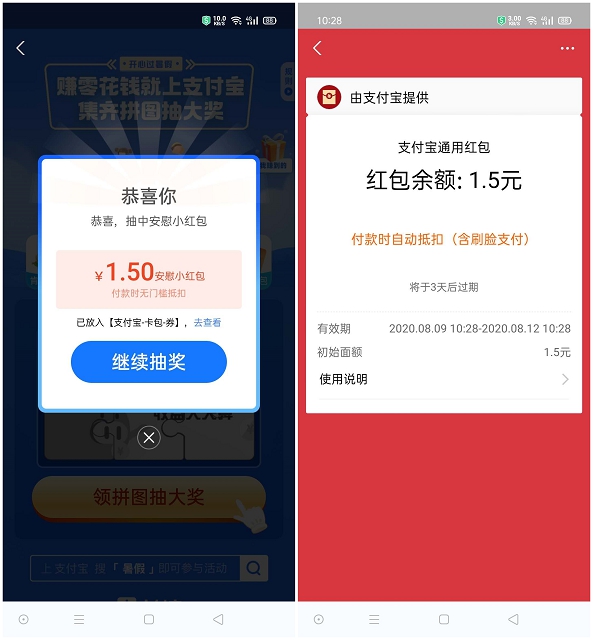 10.0
KB/S
4G
85
开心过暑假
赚零花钱就上支付宝
集齐拼图抽大奖
恭喜你
恭喜，抽中安慰小红包
￥1.50安慰小红包
付款时无门槛抵扣
已放入【支付宝-卡包-券】，去查看
继续抽奖
领拼图抽大奖
上 支付宝 搜「暑假」即可参与活动
10:28
3.00
KB/S
4G
85
由支付宝提供
支付宝通用红包
红包余额: 1.5元
付款时自动抵扣（含刷脸支付）
将于3天后过期
有效期 2020.08.09 10:28-2020.08.12 10:28
初始面额 1.5元
使用说明